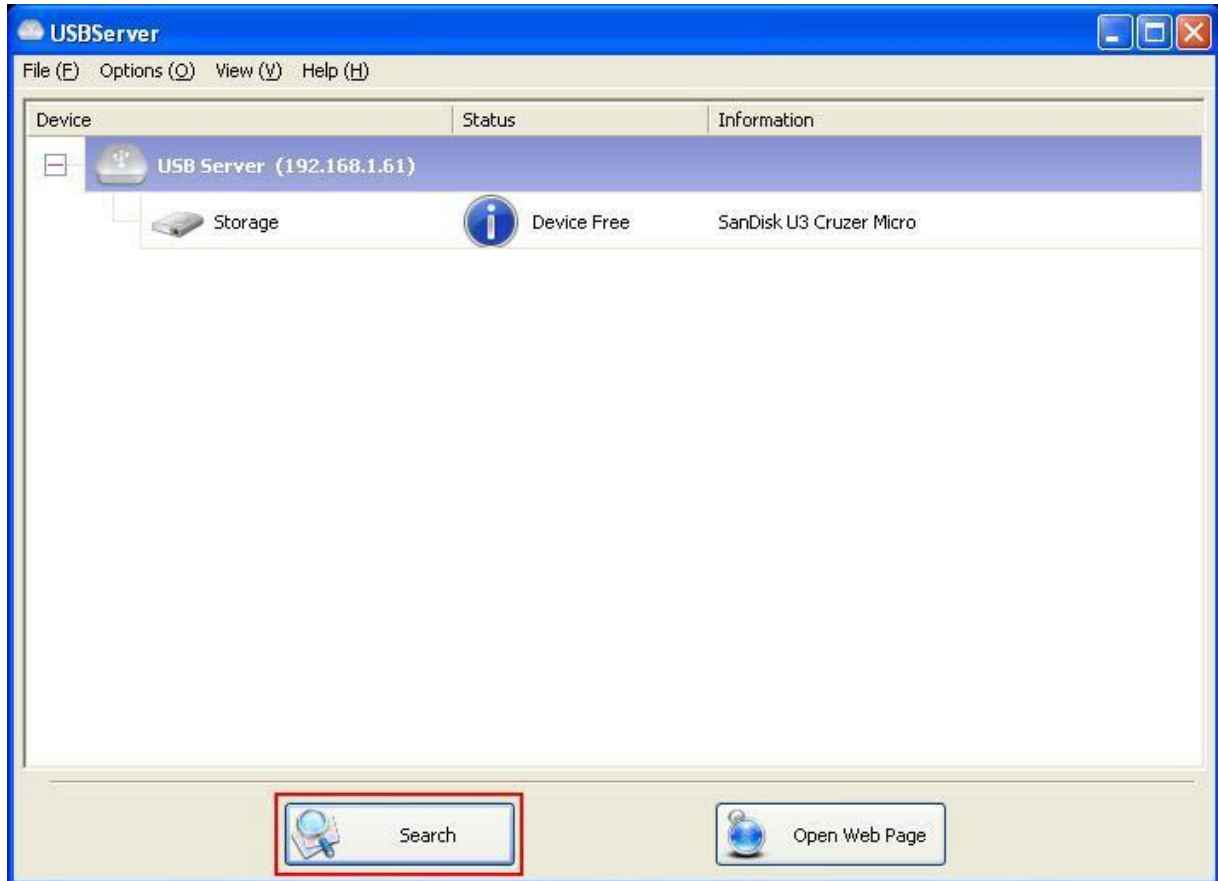 USBServer
File (F) Options (O) View (V) Help (H)
Device Status Information
USB Server (192.168.1.61)
Storage Device Free SanDisk U3 Cruzer Micro
Search Open Web Page